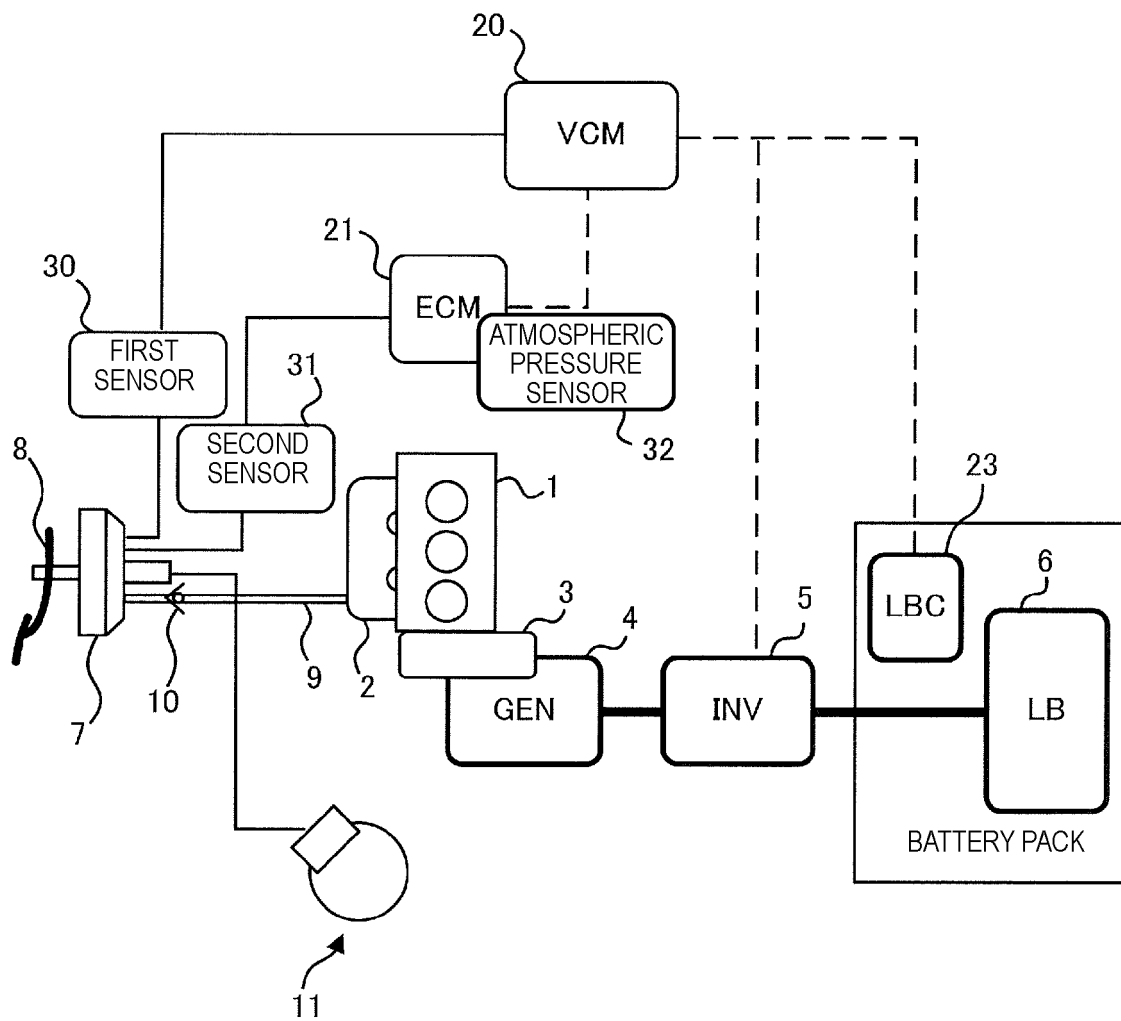 20
VCM
21
ECM
30
FIRST
SENSOR
ATMOSPHERIC
PRESSURE
SENSOR
31
32
SECOND
SENSOR
8
1
23
LBC
6
3
4
5
10
9
2
GEN
INV
LB
7
BATTERY PACK
11